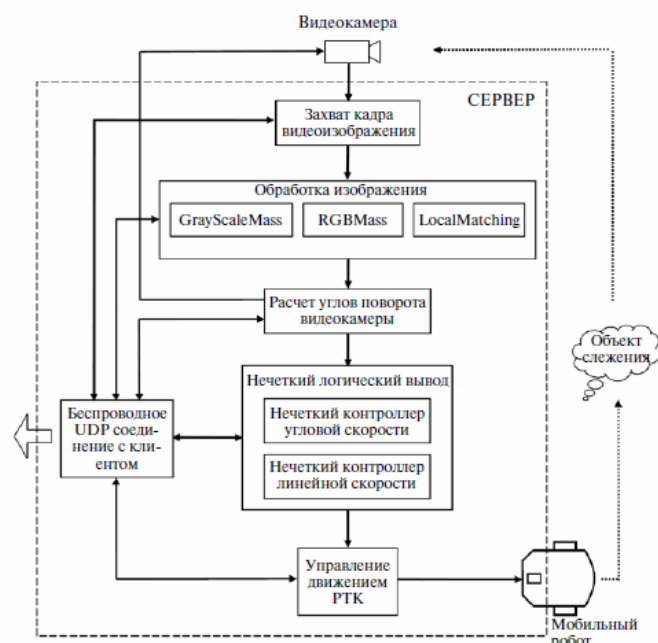 Видеокамера
СЕРВЕР
Захват кадра
видеоизображения
Обработка изображения
GrayScaleMass
RGBMass
LocalMatching
Расчет углов поворота
видеокамеры
Объект
слежения
Нечеткий логический вывод
Нечеткий контроллер
угловой скорости
Нечеткий контроллер
линейной скорости
Беспроводное
UDP соеди-
нение с кли-
ентом
Управление
движением
РТК
Мобильный
робот